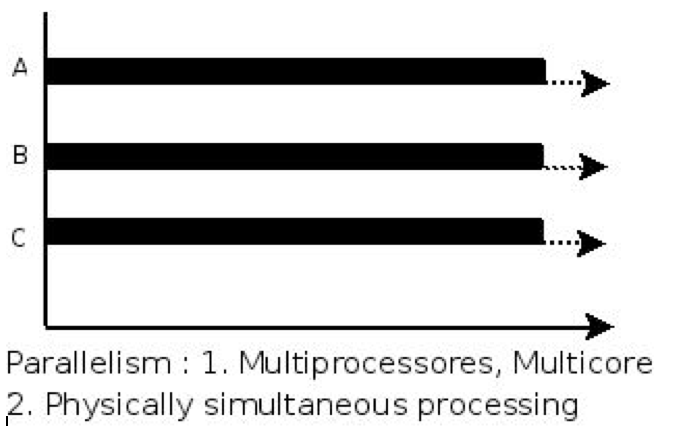 A
B
C
Parallelism : 1. Multiprocessores, Multicore
2. Physically simultaneous processing